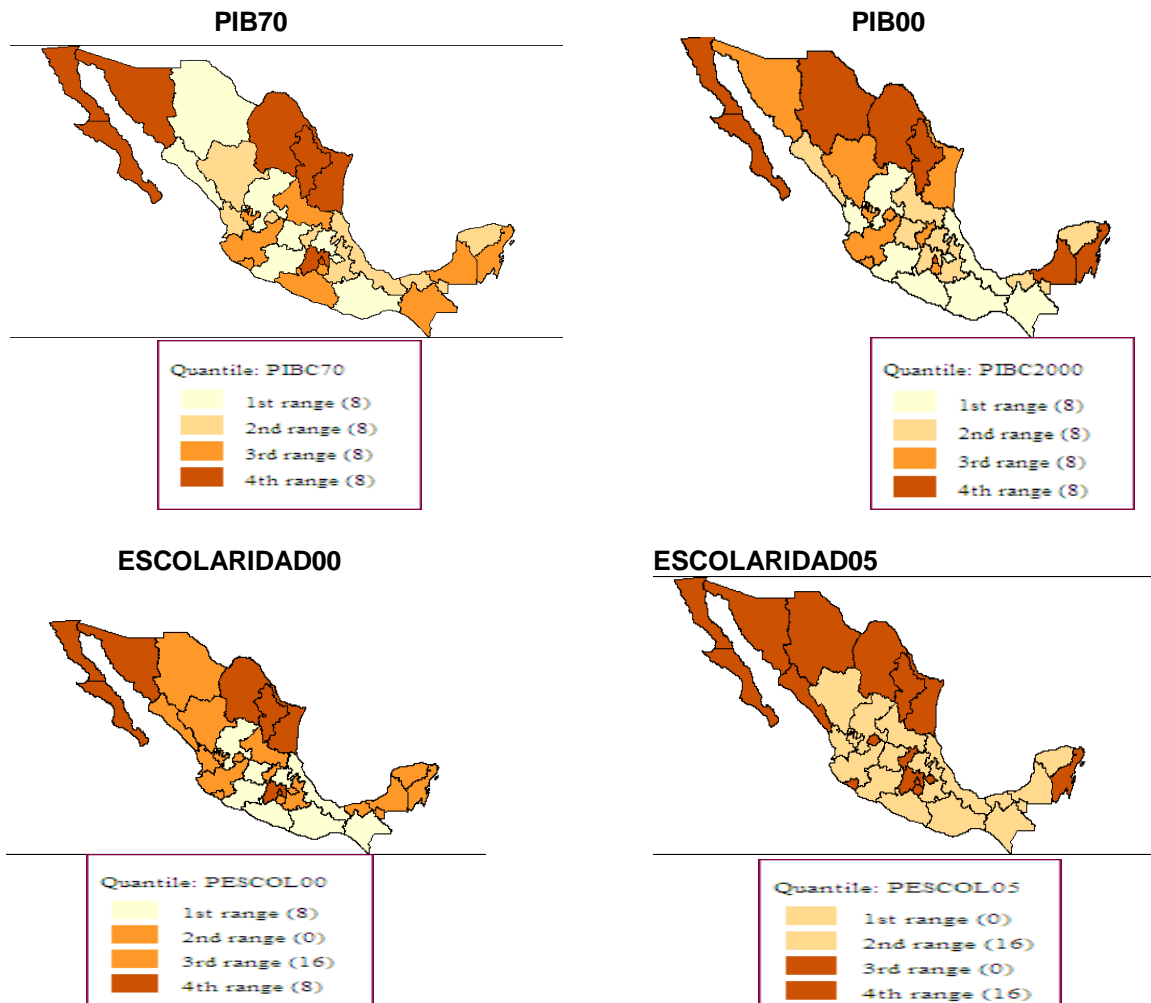 PIB70
PIB00
Quantile: PIBC70
1st range (8)
2nd range (8)
3rd range (8)
4th range (8)
Quantile: PIBC2000
1st range (8)
2nd range (8)
3rd range (8)
4th range (8)
ESCOLARIDAD00
ESCOLARIDAD05
Quantile: PESCOL00
1st range (8)
2nd range (0)
3rd range (16)
4th range (8)
Quantile: PESCOL05
1st range (0)
2nd range (16)
3rd range (0)
4th range (16)